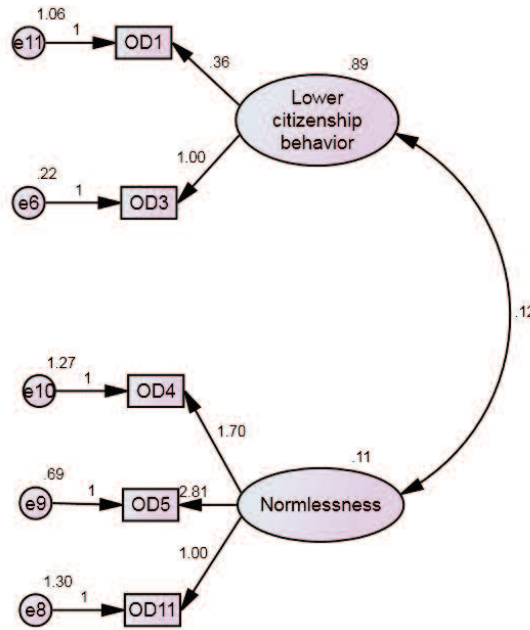 1.06
e11
1
OD1
.36
.89
Lower
citizenship
behavior
1.00
.22
e6
1
OD3
.12
1.27
e10
1
OD4
1.70
.11
.69
e9
1
OD5
2.81
Normlessness
1.00
1.30
e8
1
OD11